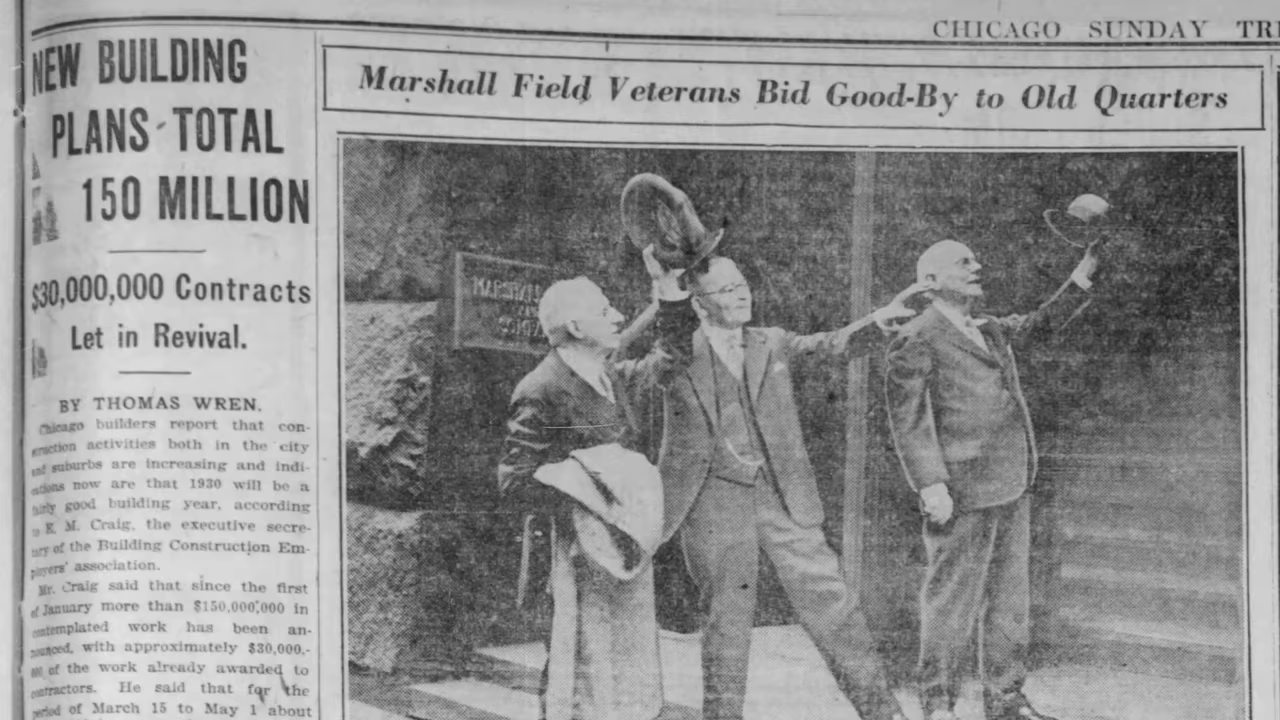 CHICAGO SUNDAY
NEW BUILDING
PLANS TOTAL
150 MILLION
$30,000,000 Contracts
Let in Revival.
BY THOMAS WREN.
Chicago builders report that con-
struction activities both in the city
and suburbs are increasing and indi-
cations now are that 1930 will be a
fairly good building year, according
to E. M. Craig, the executive secre-
tary of the Building Construction Em-
ployers' association.
Mr. Craig said that since the first
of January more than $150,000,000 in
contemplated work has been an-
nounced, with approximately $30,000,-
000 of the work already awarded to
contractors. He said that for the
period of March 15 to May 1 about
Marshall Field Veterans Bid Good-By to Old Quarters
MARSHALL